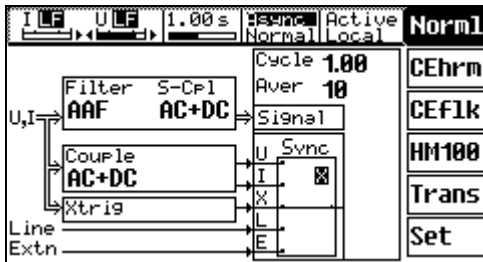 I LF U LF 1.00 s Async Active Norml
Normal Local
Cycle 1.00 CEhrm
Filter S-Cpl Aver 10
U,I AAF AC+DC Signal CEflk
Couple U Sync HM100
AC+DC I X
Xtrig X Trans
Line L Set
Extn E